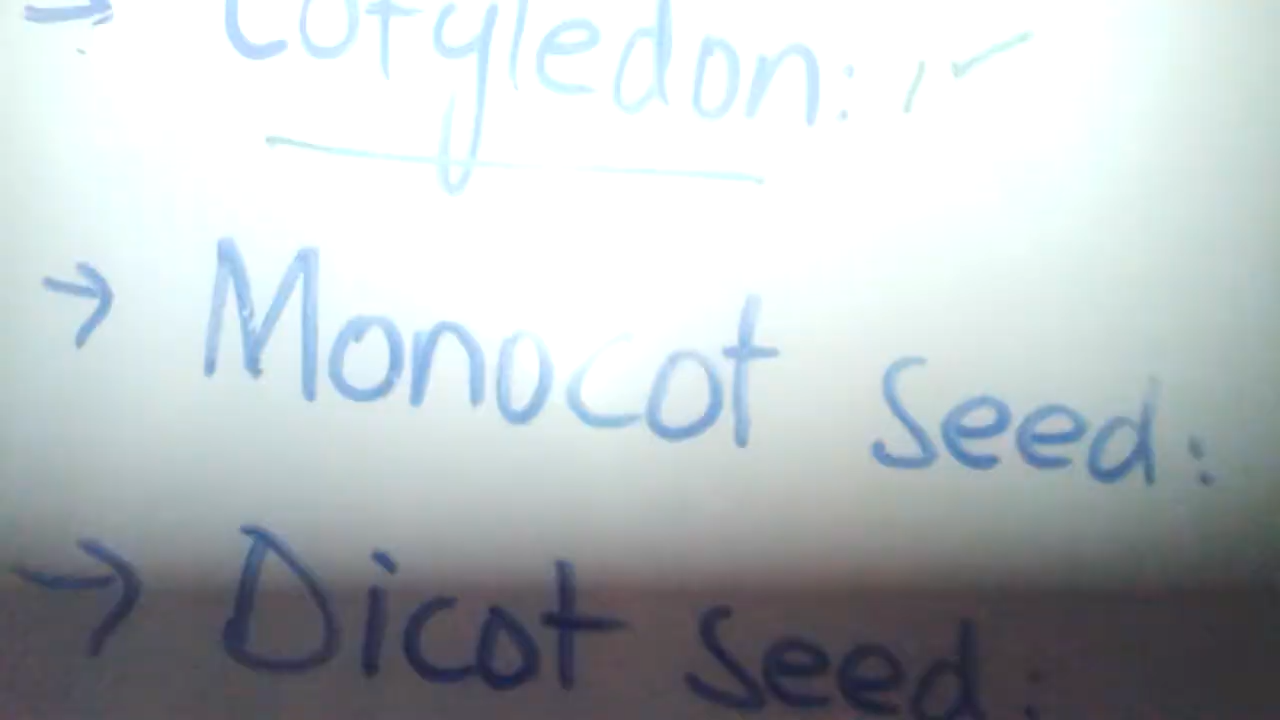 → Cotyledon: ✓
→ Monocot seed:
→ Dicot seed: